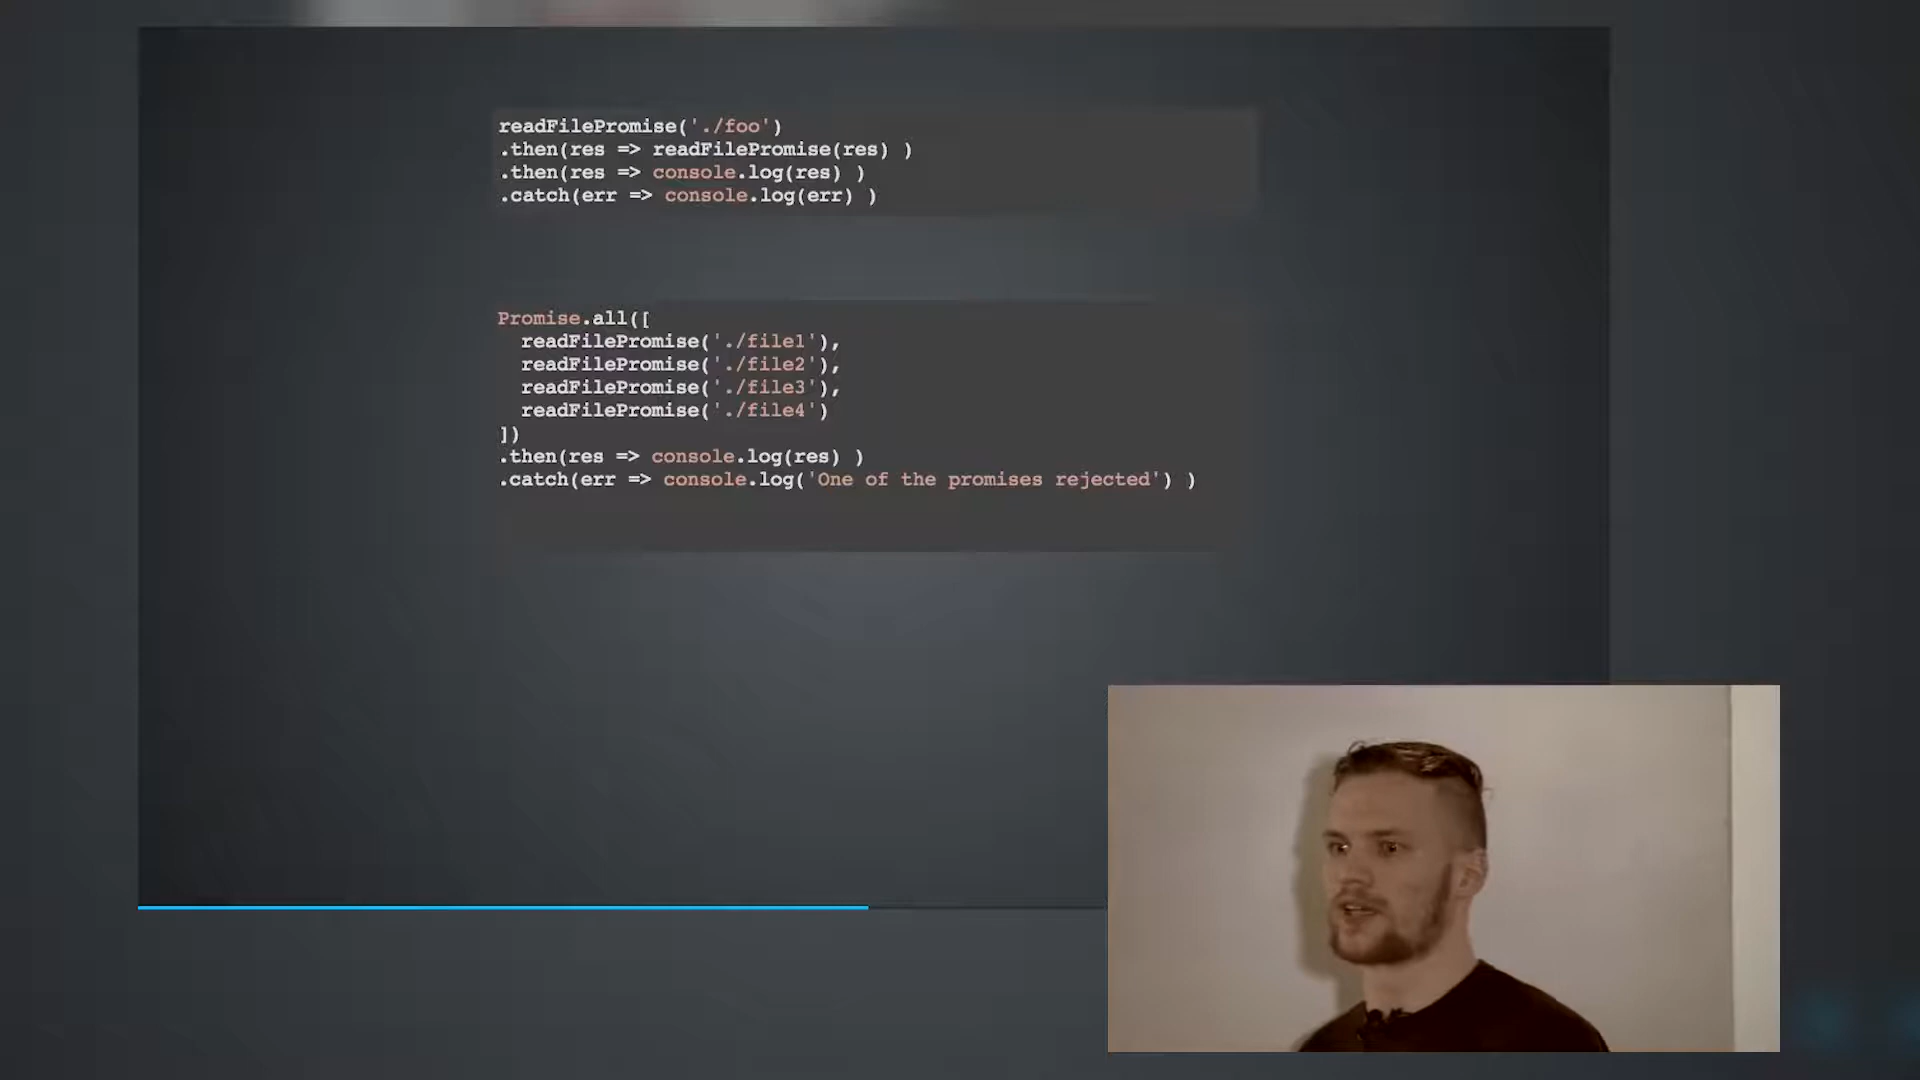 readFilePromise('./foo')
.then(res => readFilePromise(res) )
.then(res => console.log(res) )
.catch(err => console.log(err) )
Promise.all([
readFilePromise('./file1'),
readFilePromise('./file2'),
readFilePromise('./file3'),
readFilePromise('./file4')
])
.then(res => console.log(res) )
.catch(err => console.log('One of the promises rejected') )